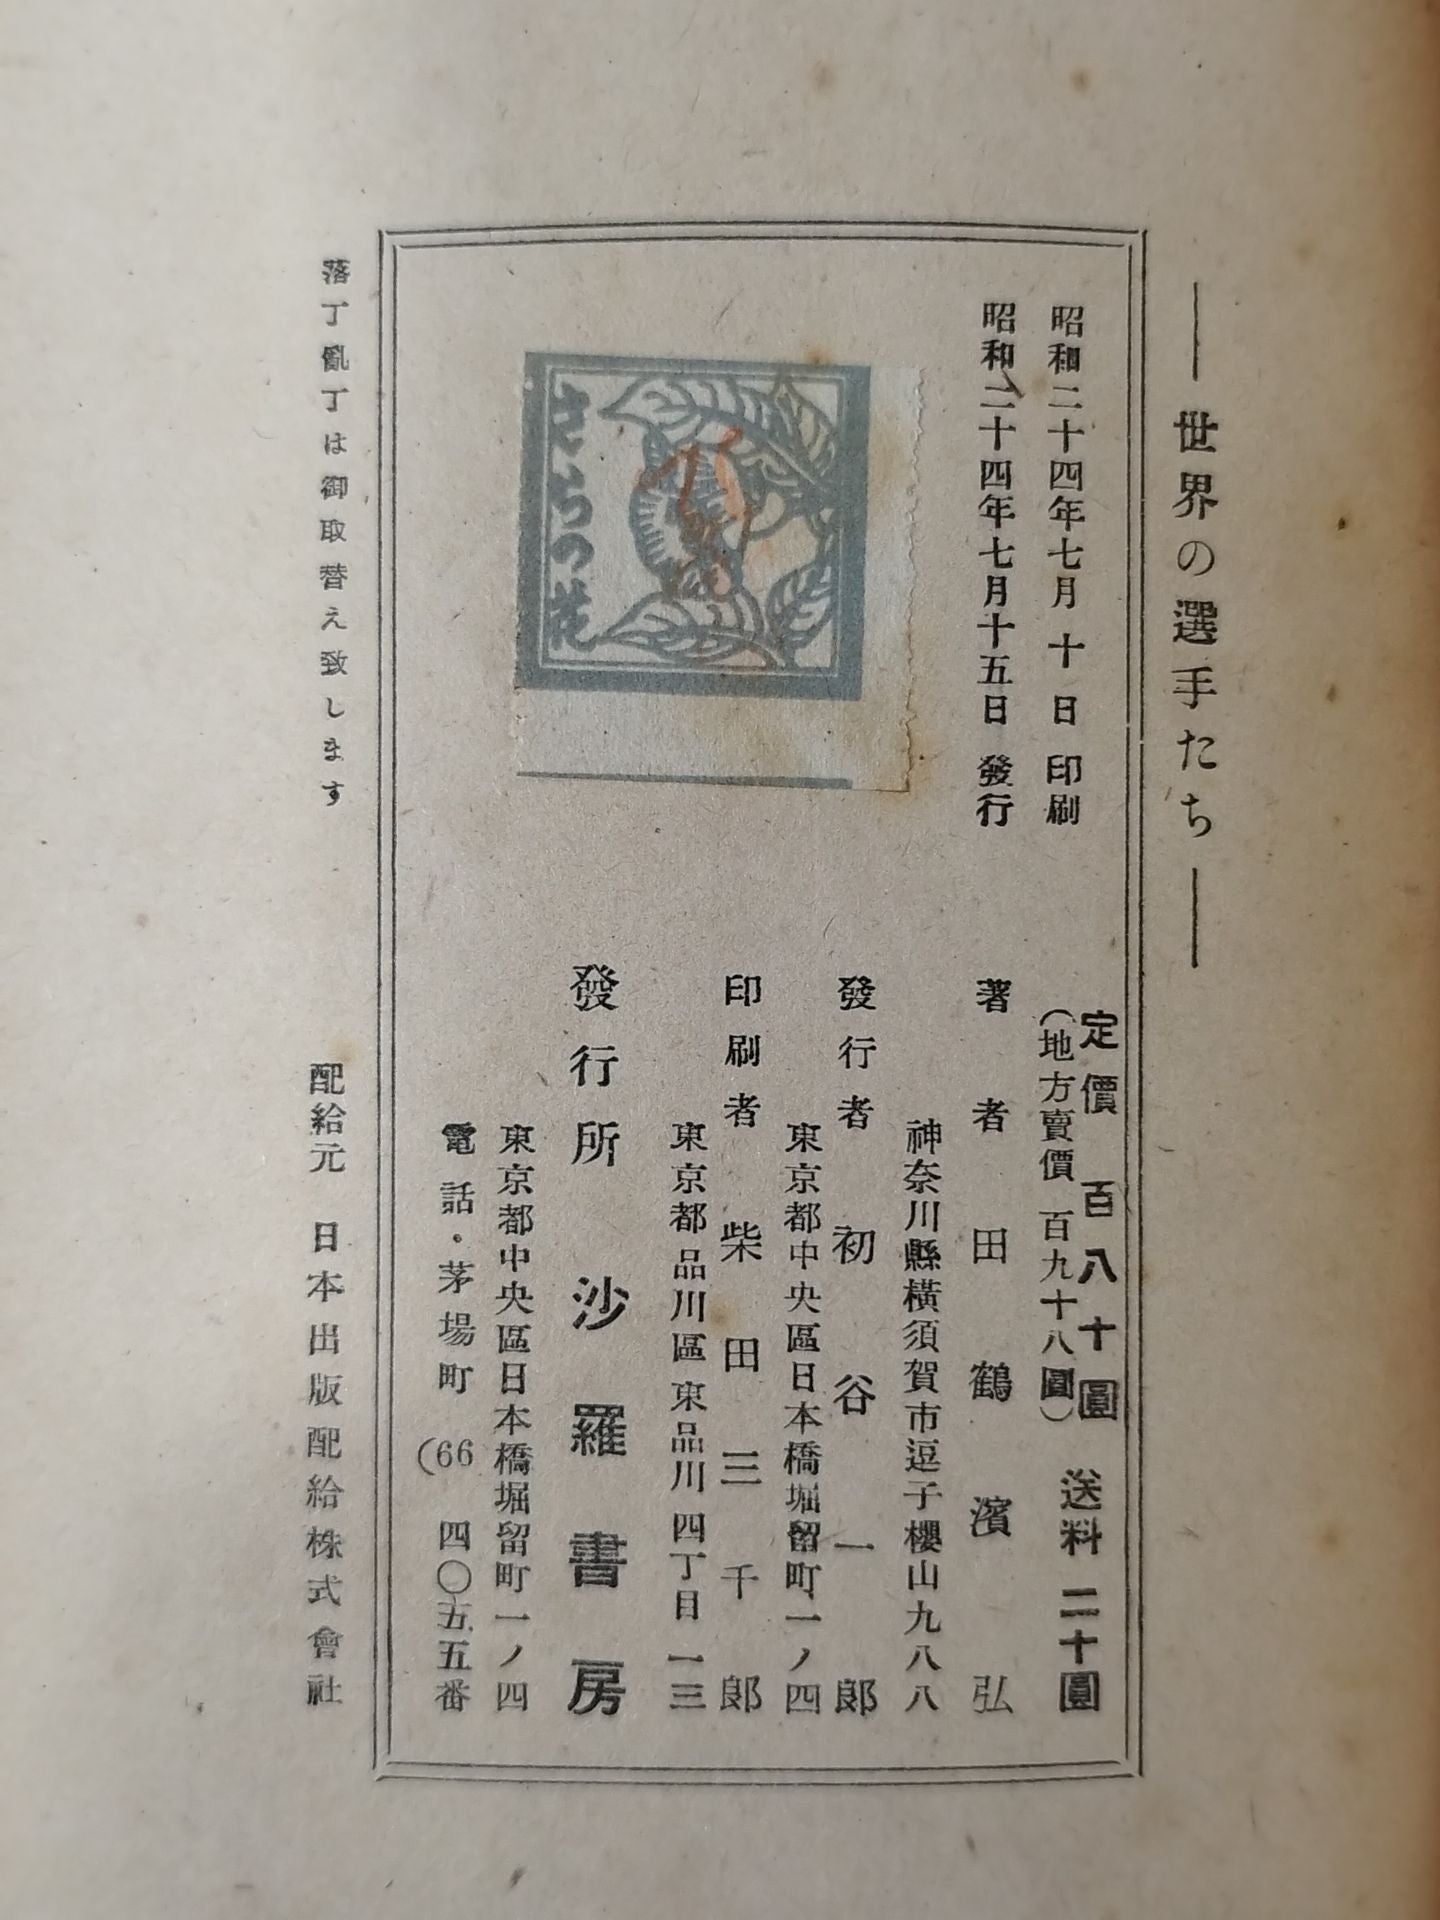 世界の選手たち
昭和二十四年七月十日印刷
昭和二十四年七月十五日發行
定價 百八十圓 送料 二十圓
(地方賣價 百九十八圓)
著者 田鶴濱弘
神奈川縣橫須賀市逗子櫻山九八八
發行者 初谷一郎
東京都中央區日本橋堀留町一ノ四
印刷者 柴田三千郎
東京都品川區東品川四丁目一三
發行所 沙羅書房
東京都中央區日本橋堀留町一ノ四
電話・茅場町 (66 四〇五五番
さらの花
落丁亂丁は御取替え致します
配給元 日本出版配給株式會社